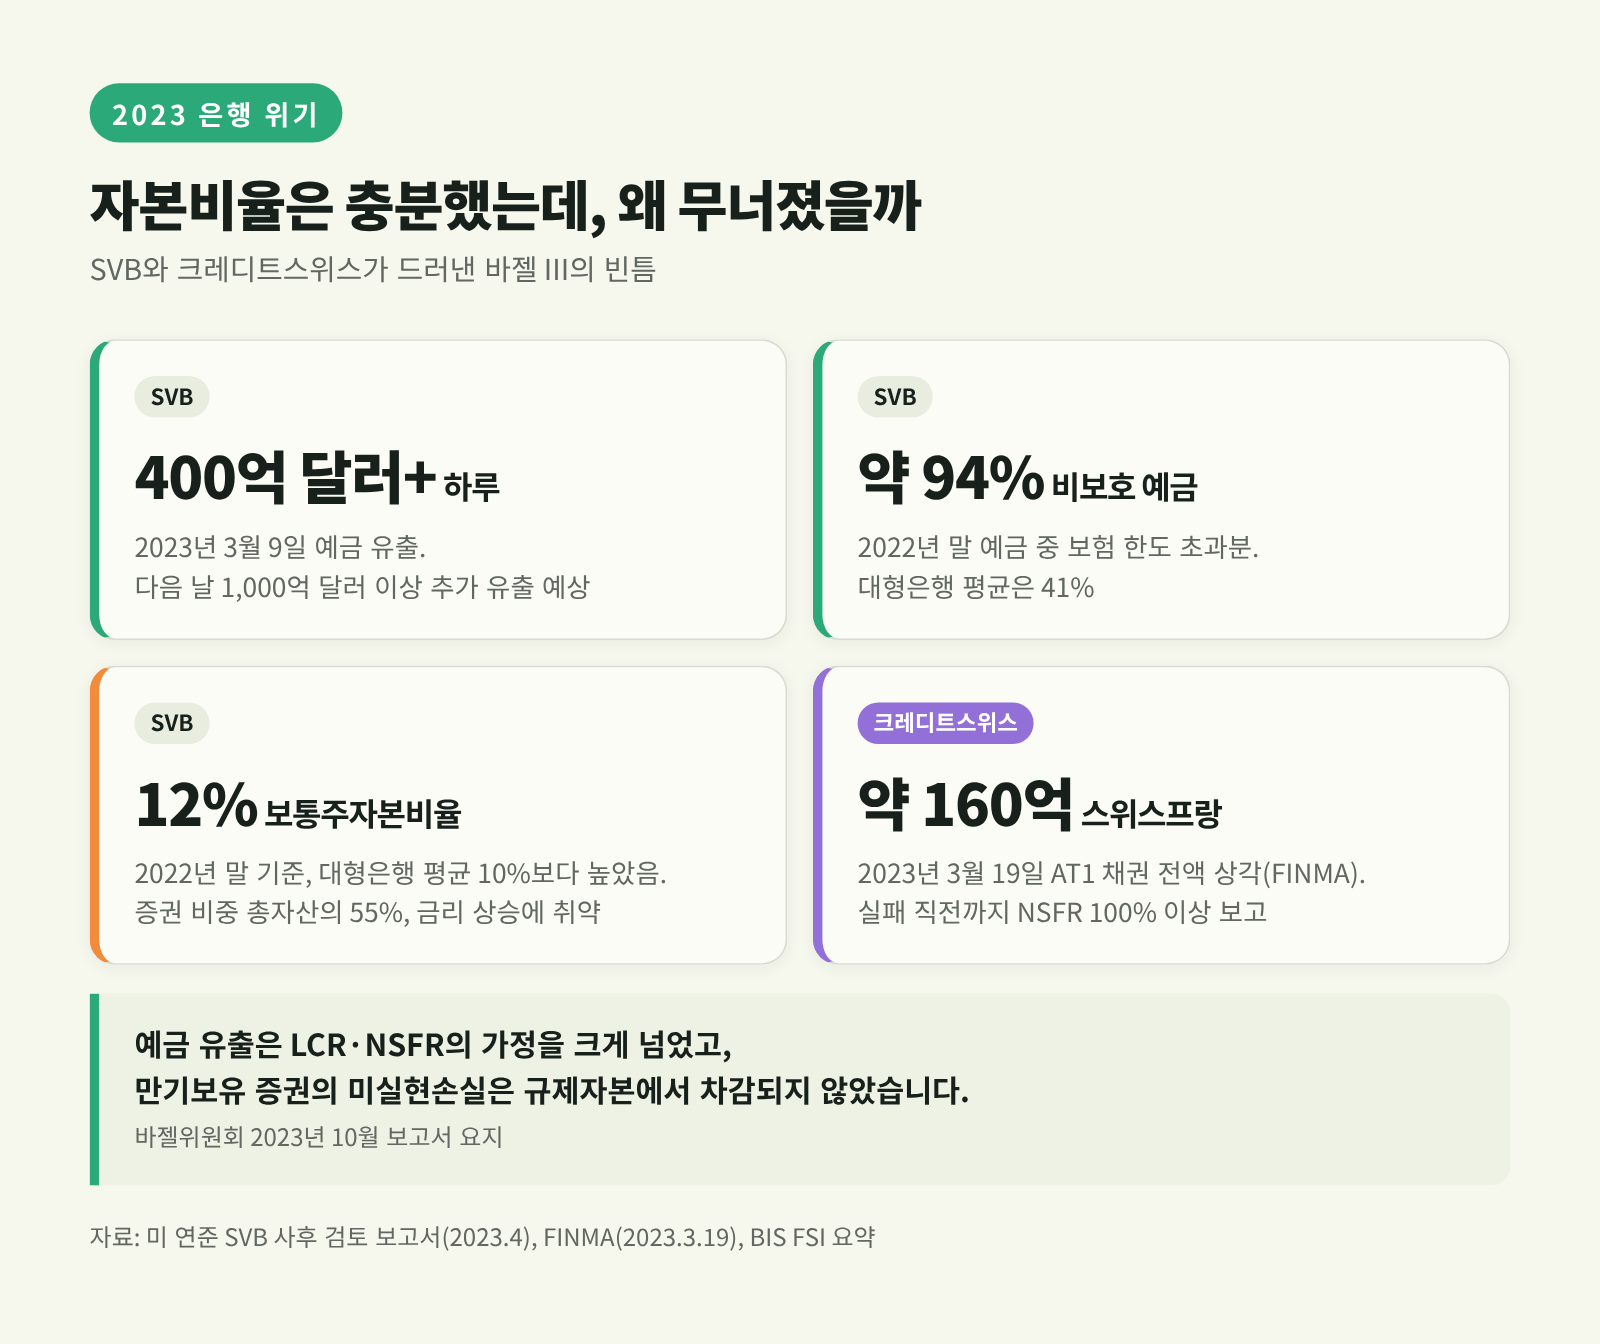 2023 은행 위기
자본비율은 충분했는데, 왜 무너졌을까
SVB와 크레디트스위스가 드러낸 바젤 III의 빈틈
SVB
400억 달러+ 하루
2023년 3월 9일 예금 유출.
다음 날 1,000억 달러 이상 추가 유출 예상
SVB
약 94% 비보호 예금
2022년 말 예금 중 보험 한도 초과분.
대형은행 평균은 41%
SVB
12% 보통주자본비율
2022년 말 기준, 대형은행 평균 10%보다 높았음.
증권 비중 총자산의 55%, 금리 상승에 취약
크레디트스위스
약 160억 스위스프랑
2023년 3월 19일 AT1 채권 전액 상각(FINMA).
실패 직전까지 NSFR 100% 이상 보고
예금 유출은 LCR·NSFR의 가정을 크게 넘었고,
만기보유 증권의 미실현손실은 규제자본에서 차감되지 않았습니다.
바젤위원회 2023년 10월 보고서 요지
자료: 미 연준 SVB 사후 검토 보고서(2023.4), FINMA(2023.3.19), BIS FSI 요약